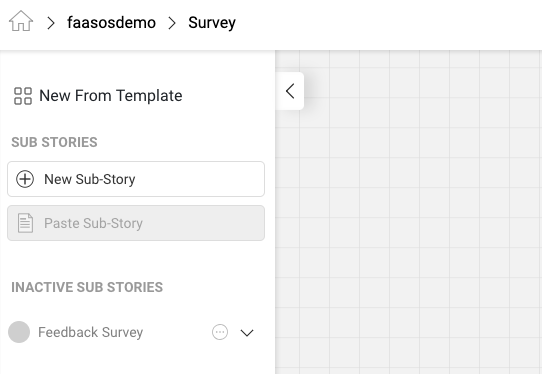 faasosdemo > Survey
New From Template
SUB STORIES
New Sub-Story
Paste Sub-Story
INACTIVE SUB STORIES
Feedback Survey